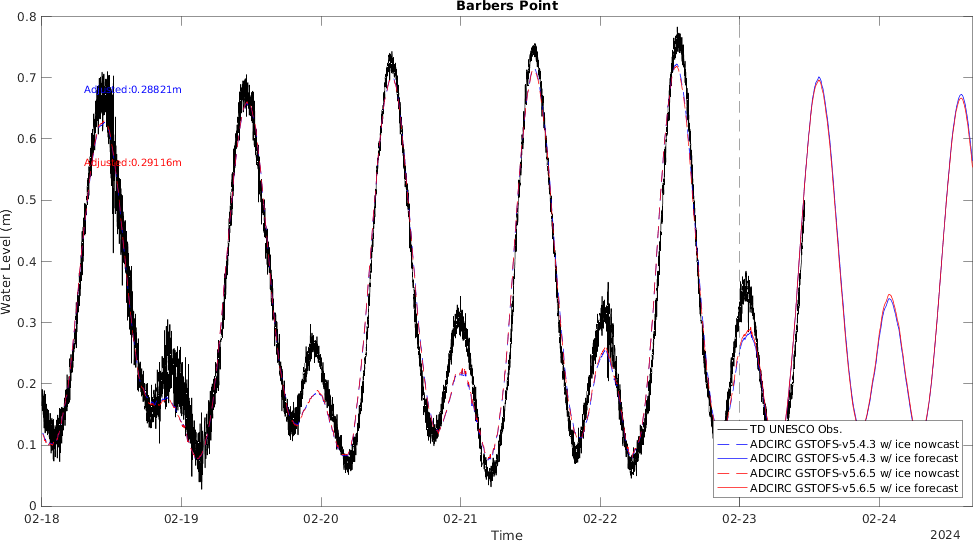 Barbers Point
0.8
0.7
0.6
0.5
0.4
0.3
0.2
0.1
0
Water Level (m)
Adjusted:0.28821m
Adjusted:0.29116m
TD UNESCO Obs.
ADCIRC GSTOFS-v5.4.3 w/ ice nowcast
ADCIRC GSTOFS-v5.4.3 w/ ice forecast
ADCIRC GSTOFS-v5.6.5 w/ ice nowcast
ADCIRC GSTOFS-v5.6.5 w/ ice forecast
02-18 02-19 02-20 02-21 02-22 02-23 02-24
Time 2024